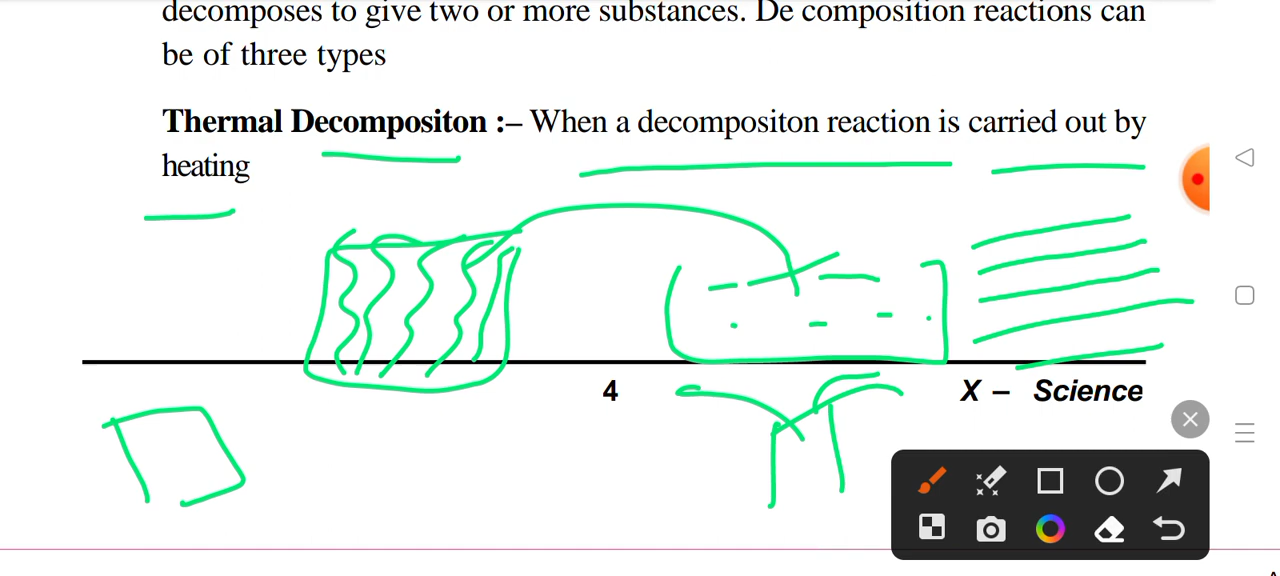 decomposes to give two or more substances. De composition reactions can
be of three types
Thermal Decompositon :– When a decompositon reaction is carried out by
heating
4
X – Science